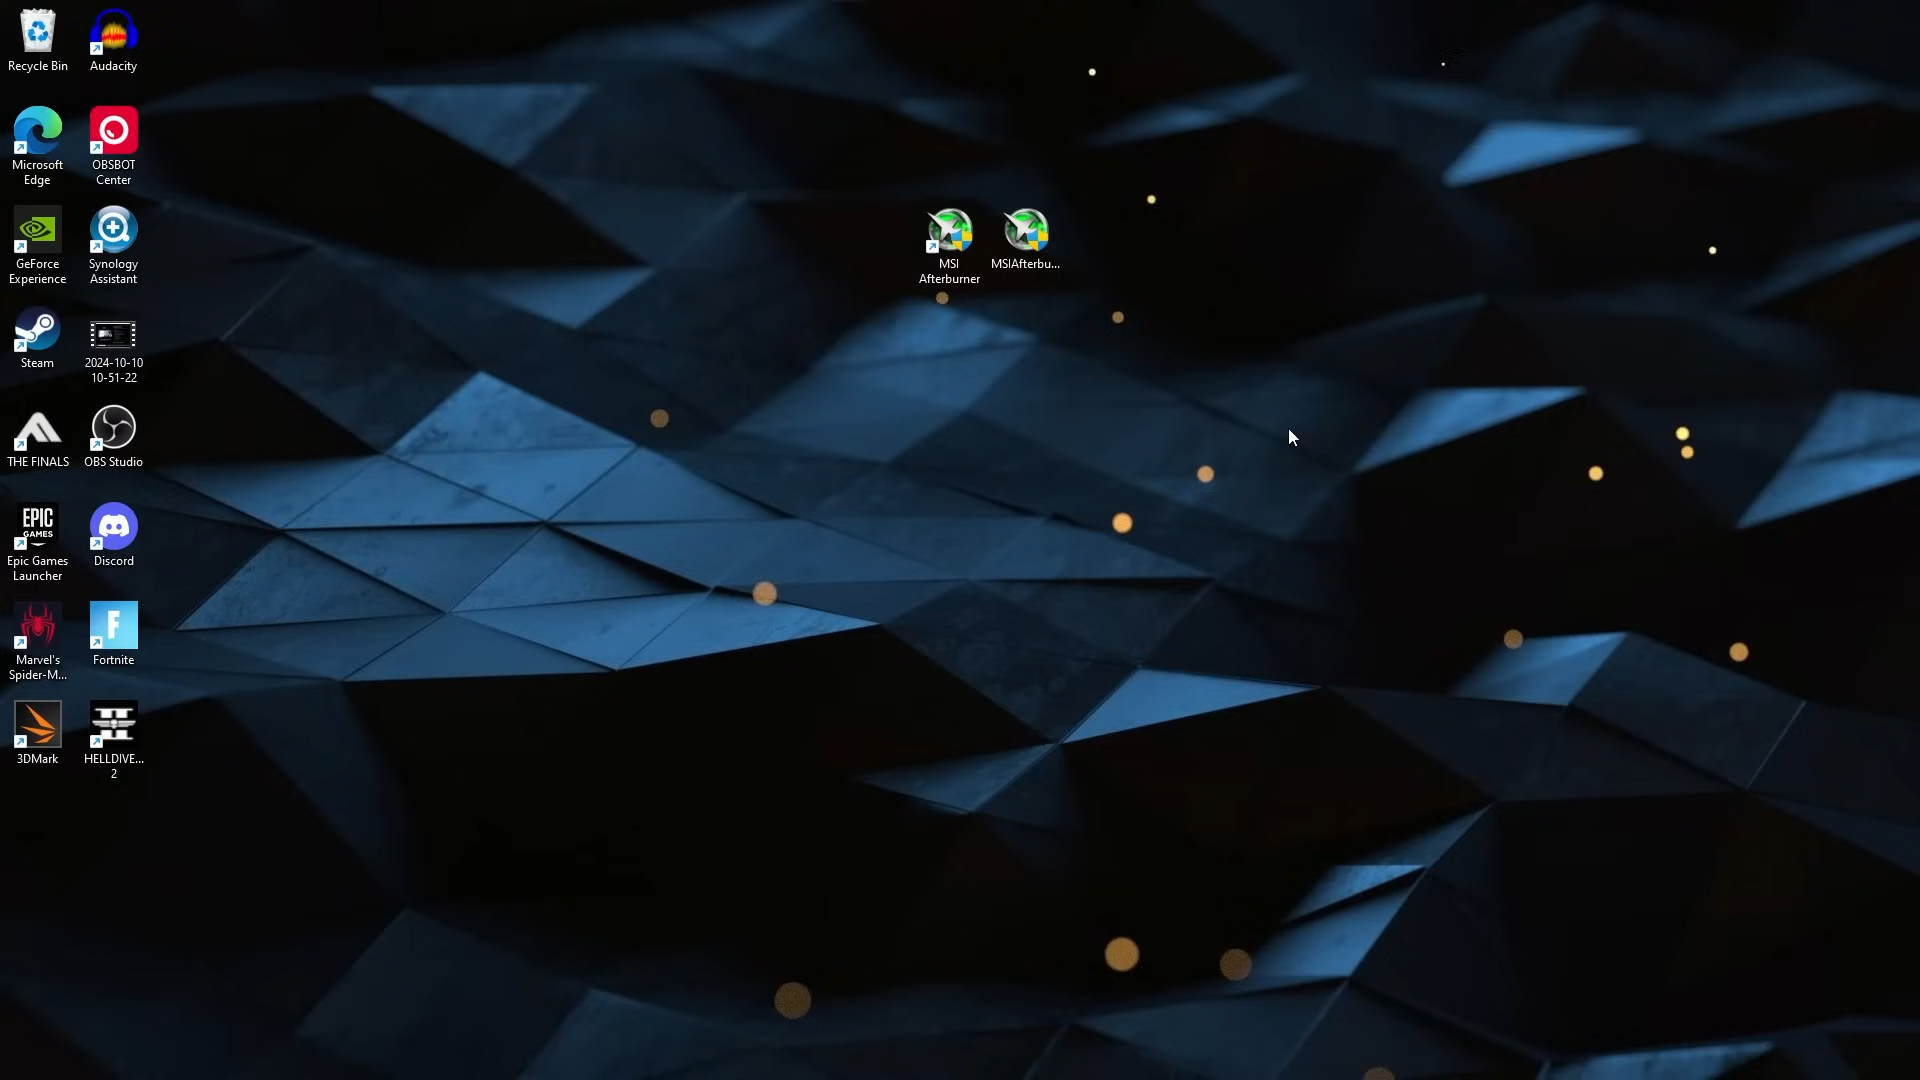 Recycle Bin
Audacity
Microsoft
Edge
OBSBOT
Center
GeForce
Experience
Synology
Assistant
MSI
Afterburner
MSIAfterbu...
Steam
2024-10-10
10-51-22
THE FINALS
OBS Studio
EPIC
GAMES
Epic Games
Launcher
Discord
Marvel's
Spider-M...
F
Fortnite
3DMark
HELLDIVE...
2